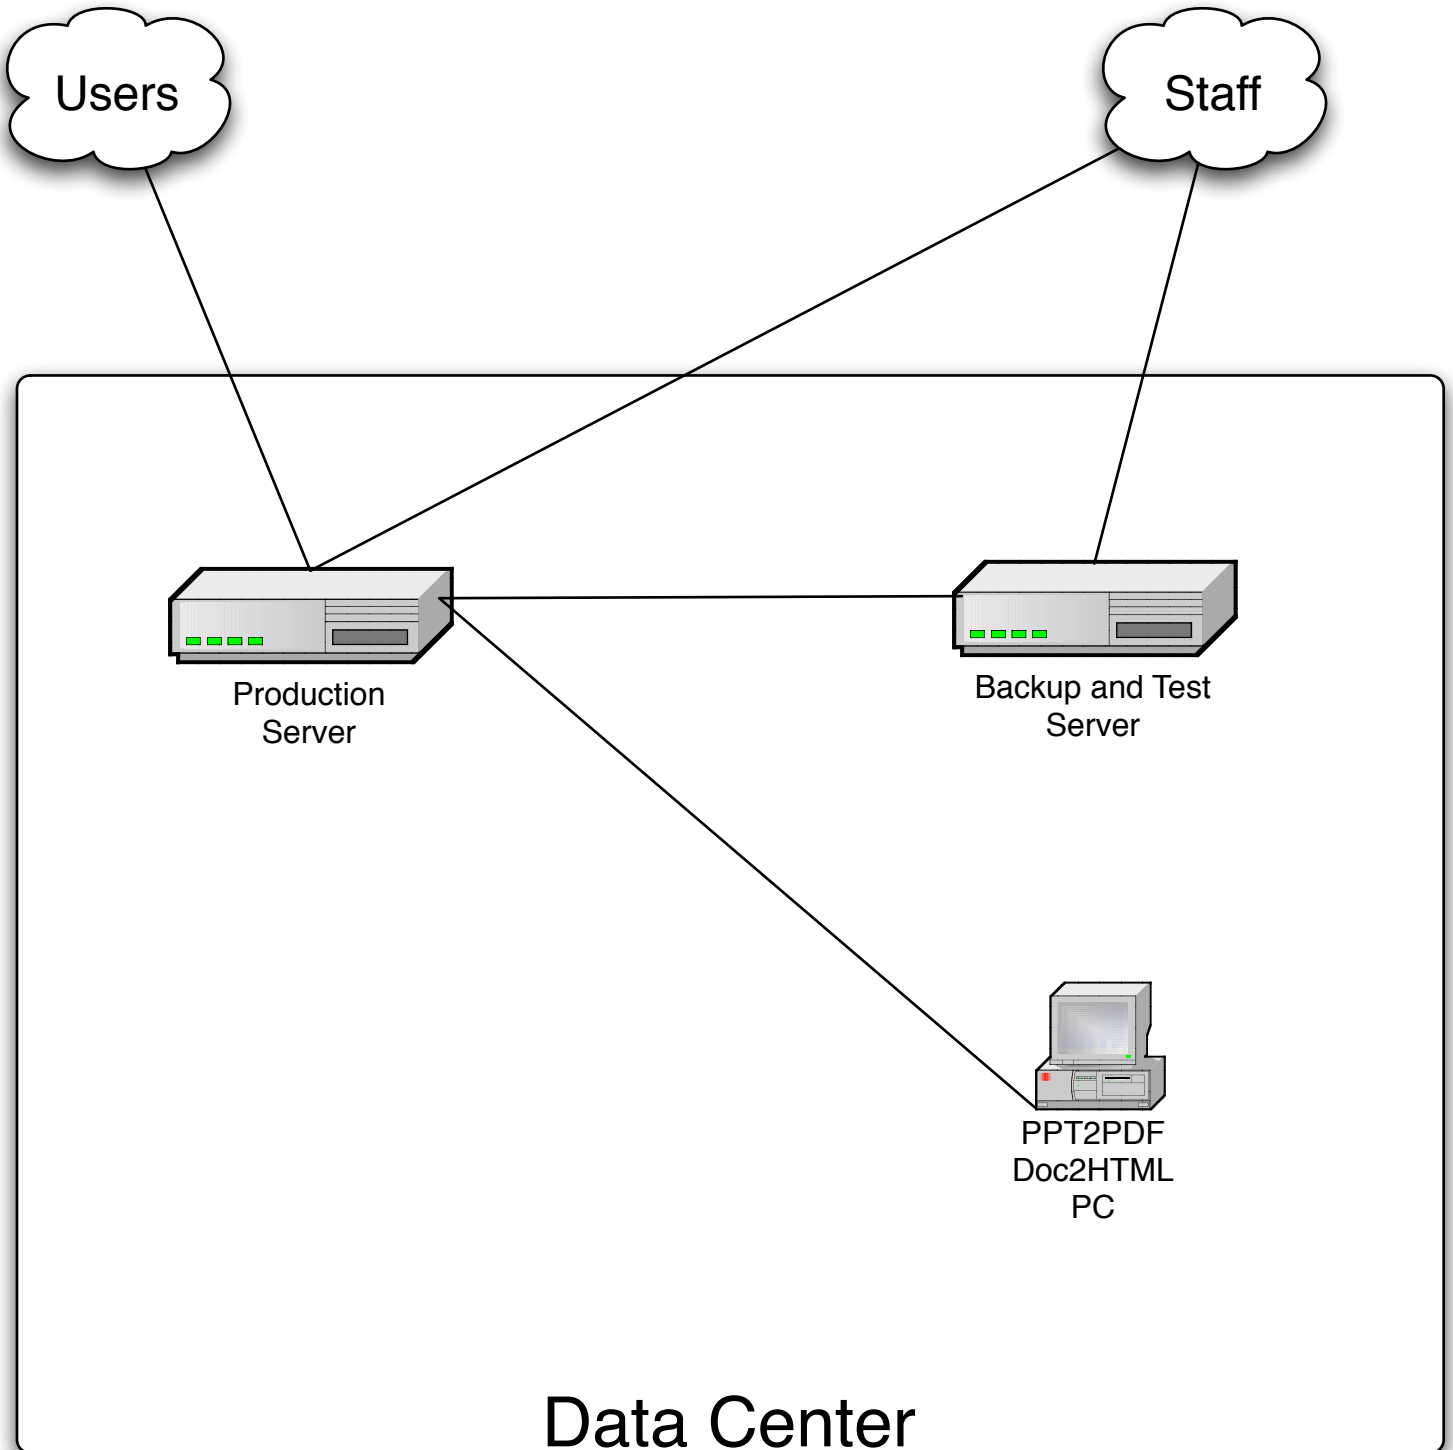 Users
Staff
Production
Server
Backup and Test
Server
PPT2PDF
Doc2HTML
PC
Data Center